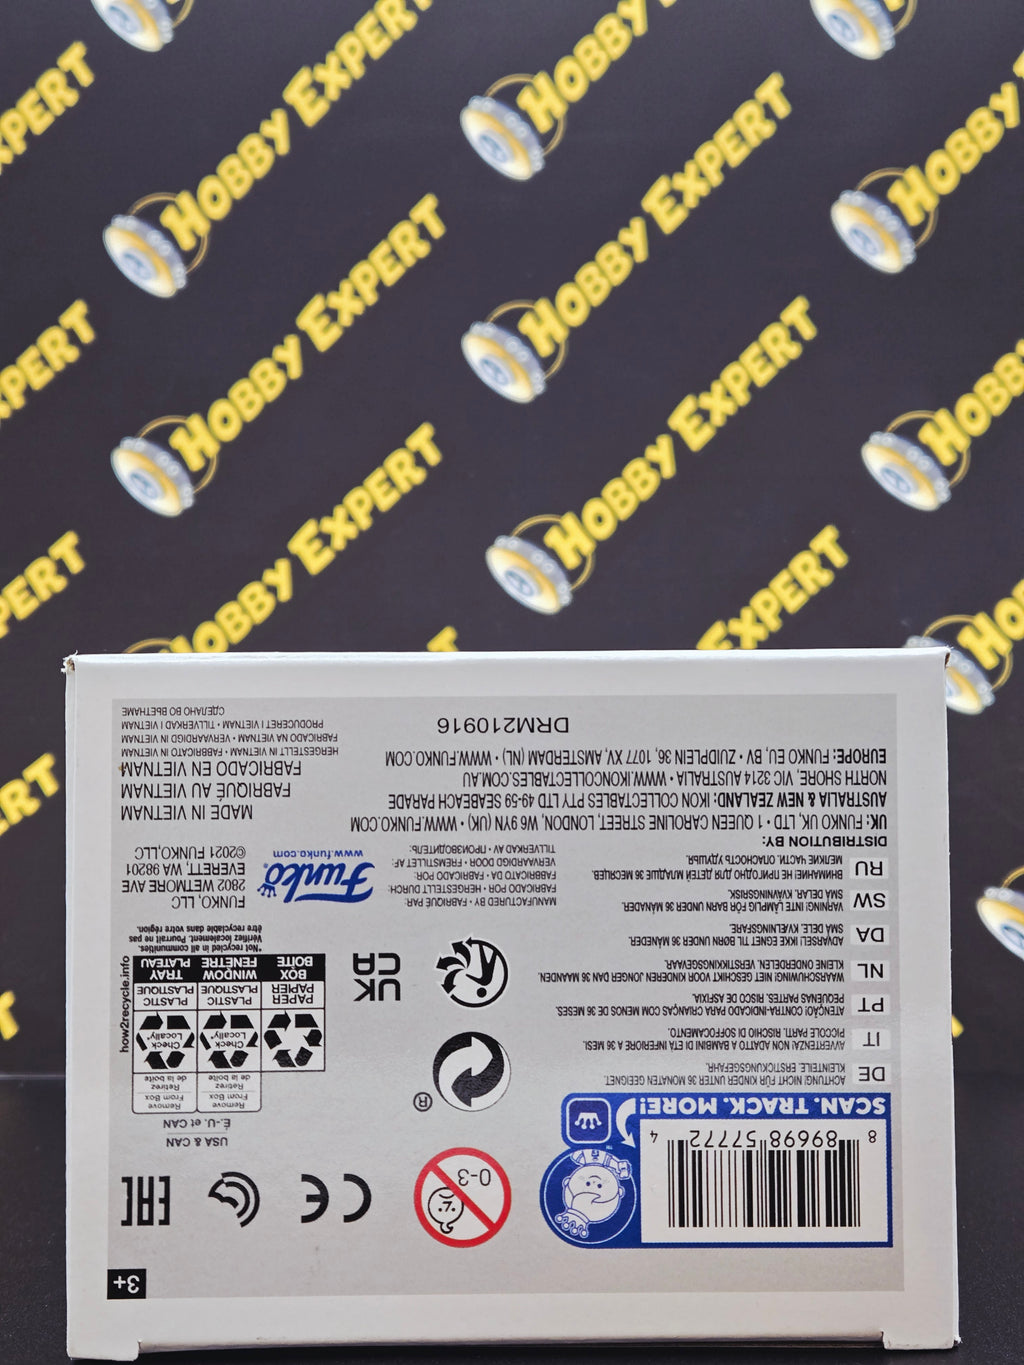 HOBBY EXPERT
3+
8 89698 57772 4
SCAN. TRACK. MORE!
0-3
CE
EAC
USA & CAN
É.-U. et CAN
DE
ACHTUNG! NICHT FÜR KINDER UNTER 36 MONATEN GEEIGNET.
KLEINTEILE. ERSTICKUNGSGEFAHR.
IT
AVVERTENZA! NON ADATTO A BAMBINI DI ETÀ INFERIORE A 36 MESI.
PICCOLE PARTI. RISCHIO DI SOFFOCAMENTO.
PT
ATENÇÃO! CONTRA-INDICADO PARA CRIANÇAS COM MENOS DE 36 MESES.
PEQUENAS PARTES. RISCO DE ASFIXIA.
NL
WAARSCHUWING! NIET GESCHIKT VOOR KINDEREN JONGER DAN 36 MAANDEN
KLEINE ONDERDELEN. VERSTIKKINGSGEVAAR.
DA
ADVARSEL! IKKE EGNET TIL BØRN UNDER 36 MÅNEDER.
SMÅ DELE. KVÆLNINGSFARE.
SW
VARNING! INTE LÄMPLIG FÖR BARN UNDER 36 MÅNADER.
SMÅ DELAR. KVÄVNINGSRISK.
RU
ВНИМАНИЕ! НЕ ПРИГОДНО ДЛЯ ДЕТЕЙ МЛАДШЕ 36 МЕСЯЦЕВ.
МЕЛКИЕ ЧАСТИ. ОПАСНОСТЬ УДУШЬЯ.
®
UK
CA
Remove
From Box
Retirez
de la boîte
Remove
From Box
Retirez
de la boîte
Check
Locally*
Check
Locally*
PAPER
PAPIER
PLASTIC
PLASTIQUE
PLASTIC
PLASTIQUE
BOX
BOÎTE
WINDOW
FENÊTRE
TRAY
PLATEAU
how2recycle.info
*Not recycled in all communities.
Vérifiez localement. Pourrait ne pas
être recyclable dans votre région.
MANUFACTURED BY • FABRIQUÉ PAR:
FABRICADO POR • HERGESTELLT DURCH:
FABRICATO DA • FABRICADO POR:
VERVAARDIGD DOOR • FREMSTILLET AF:
TILLVERKAD AV • ПРОИЗВОДИТЕЛЬ:
Funko®
www.funko.com
FUNKO, LLC
2802 WETMORE AVE
EVERETT, WA 98201
©2021 FUNKO,LLC
DISTRIBUTION BY:
UK: FUNKO UK, LTD • 1 QUEEN CAROLINE STREET, LONDON, W6 9YN (UK) • WWW.FUNKO.COM
AUSTRALIA & NEW ZEALAND: IKON COLLECTABLES PTY LTD 49-59 SEABEACH PARADE
NORTH SHORE, VIC 3214 AUSTRALIA • WWW.IKONCOLLECTABLES.COM.AU
EUROPE: FUNKO EU, BV • ZUIDPLEIN 36, 1077 XV, AMSTERDAM (NL) • WWW.FUNKO.COM
MADE IN VIETNAM
FABRIQUÉ AU VIETNAM
FABRICADO EN VIETNAM
HERGESTELLT IN VIETNAM • FABBRICATO IN VIETNAM
FABRICADO NA VIETNAM • VERVAARDIGD IN VIETNAM
PRODUCERET I VIETNAM • TILLVERKAD I VIETNAM
СДЕЛАНО ВО ВЬЕТНАМЕ
DRM210916